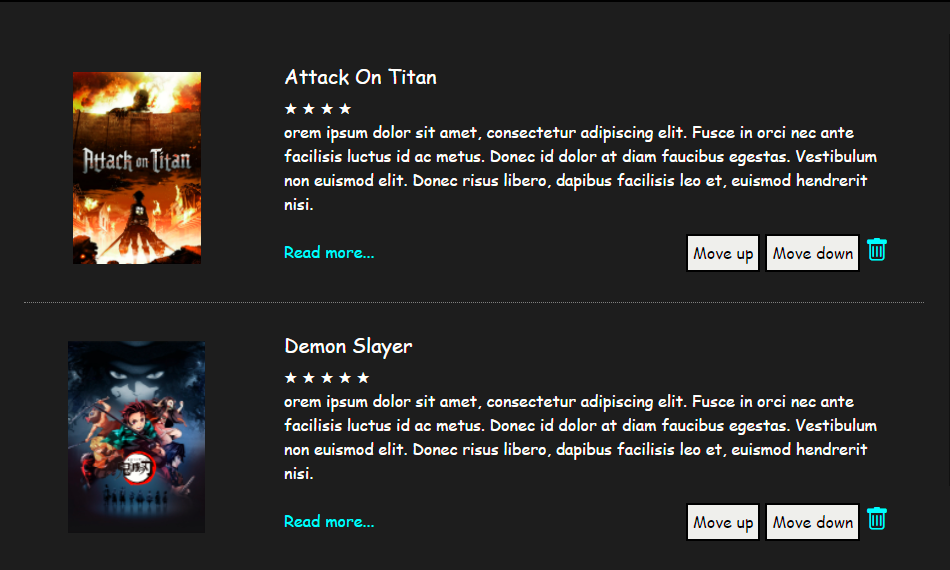 Attack On Titan
★ ★ ★ ★
orem ipsum dolor sit amet, consectetur adipiscing elit. Fusce in orci nec ante
facilisis luctus id ac metus. Donec id dolor at diam faucibus egestas. Vestibulum
non euismod elit. Donec risus libero, dapibus facilisis leo et, euismod hendrerit
nisi.
Attack on Titan
Read more...
Move up Move down
Demon Slayer
★ ★ ★ ★ ★
orem ipsum dolor sit amet, consectetur adipiscing elit. Fusce in orci nec ante
facilisis luctus id ac metus. Donec id dolor at diam faucibus egestas. Vestibulum
non euismod elit. Donec risus libero, dapibus facilisis leo et, euismod hendrerit
nisi.
Read more...
Move up Move down